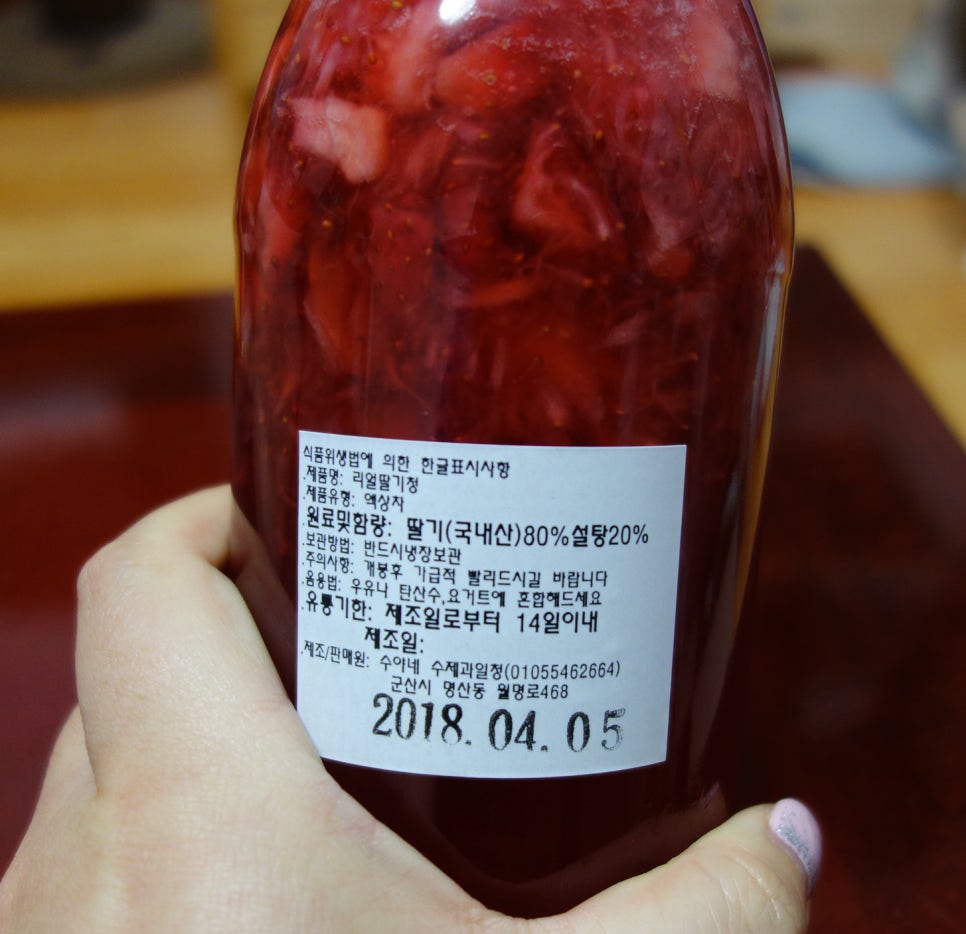 식품위생법에 의한 한글표시사항
.제품명: 리얼딸기청
.제품유형: 액상차
.원료및함량: 딸기(국내산)80%설탕20%
.보관방법: 반드시냉장보관
.주의사항: 개봉후 기급적 빨리드시길 바랍니다
.음용법: 우유나 탄산수,요거트에 혼합해드세요
.유통기한: 제조일로부터 14일이내
제조일:
.제조/판매원: 수아네 수제과일청(01055462664)
군산시 명산동 월명로468
2018. 04. 05